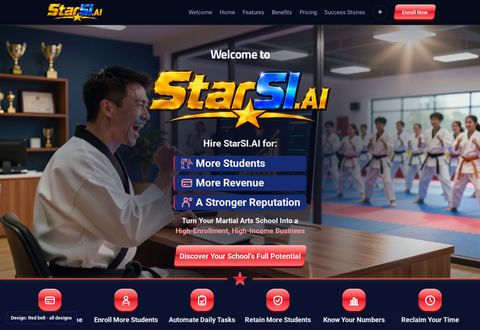 StarSI.AI
Welcome Home Features Benefits Pricing Success Stories
Enroll Now
Welcome to
StarSI.AI
Hire StarSI.AI for:
More Students
More Revenue
A Stronger Reputation
Turn Your Martial Arts School Into a
High-Enrollment, High-Income Business
Discover Your School's Full Potential
Enroll More Students
Automate Daily Tasks
Retain More Students
Know Your Numbers
Reclaim Your Time
Design: Red belt - all designs